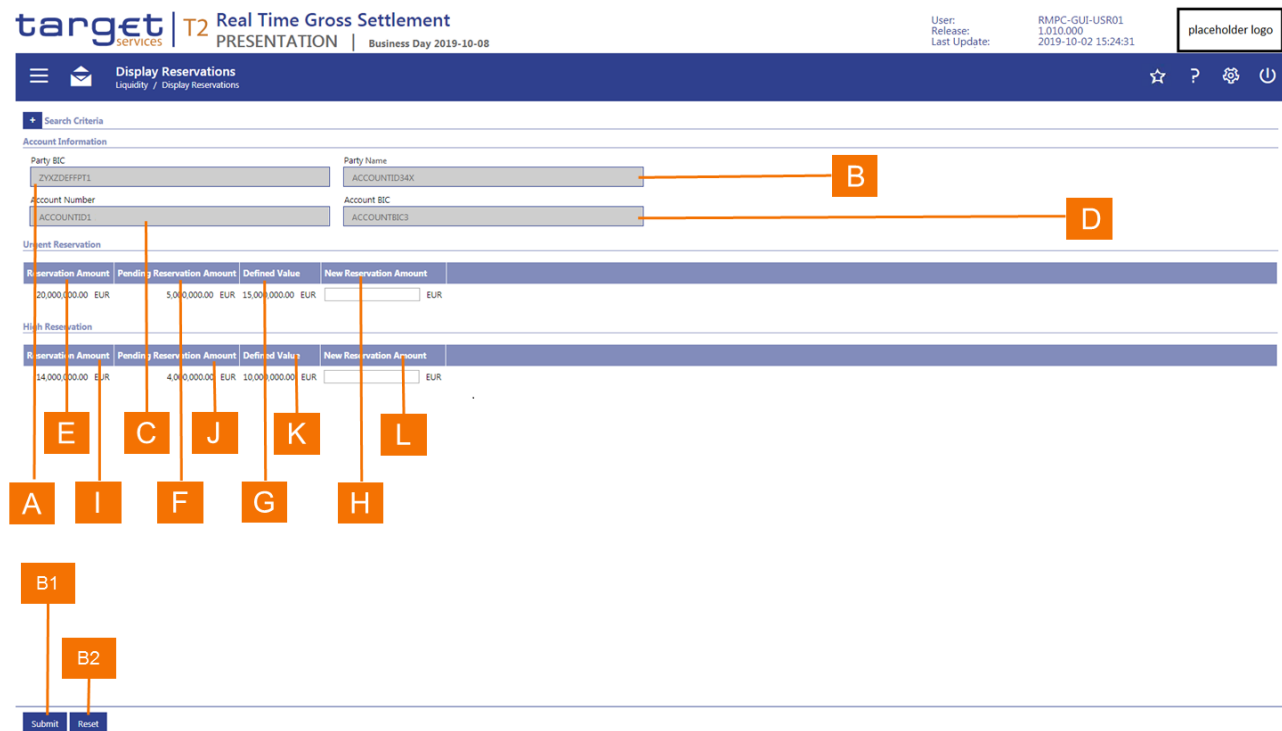 target services | T2 Real Time Gross Settlement
PRESENTATION | Business Day 2019-10-08
User: RMPC-GUI-USR01
Release: 1.010.000
Last Update: 2019-10-02 15:24:31
placeholder logo
Display Reservations
Liquidity / Display Reservations
?
+ Search Criteria
Account Information
Party BIC Party Name
ZYXZDEFFPT1 ACCOUNTID34X
B
Account Number Account BIC
ACCOUNTID1 ACCOUNTBIC3
D
Urgent Reservation
Reservation Amount Pending Reservation Amount Defined Value New Reservation Amount
20,000,000.00 EUR 5,000,000.00 EUR 15,000,000.00 EUR EUR
High Reservation
Reservation Amount Pending Reservation Amount Defined Value New Reservation Amount
14,000,000.00 EUR 4,000,000.00 EUR 10,000,000.00 EUR EUR
E C J K L
A I F G H
B1
B2
Submit Reset